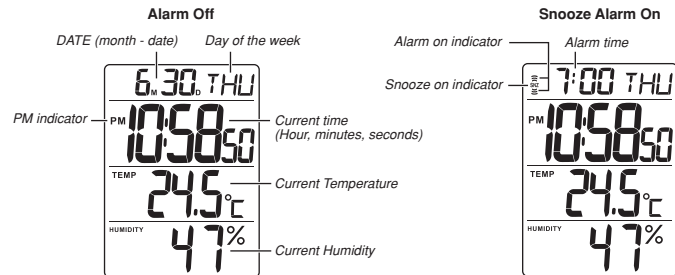 Alarm Off
DATE (month - date)
Day of the week
6M 30D THU
PM indicator
PM 10:58 50
Current time
(Hour, minutes, seconds)
TEMP
24.5°C
Current Temperature
HUMIDITY
47%
Current Humidity
Snooze Alarm On
Alarm on indicator
Alarm time
Snooze on indicator
7:00 THU
PM 10:58 50
TEMP
24.5°C
HUMIDITY
47%